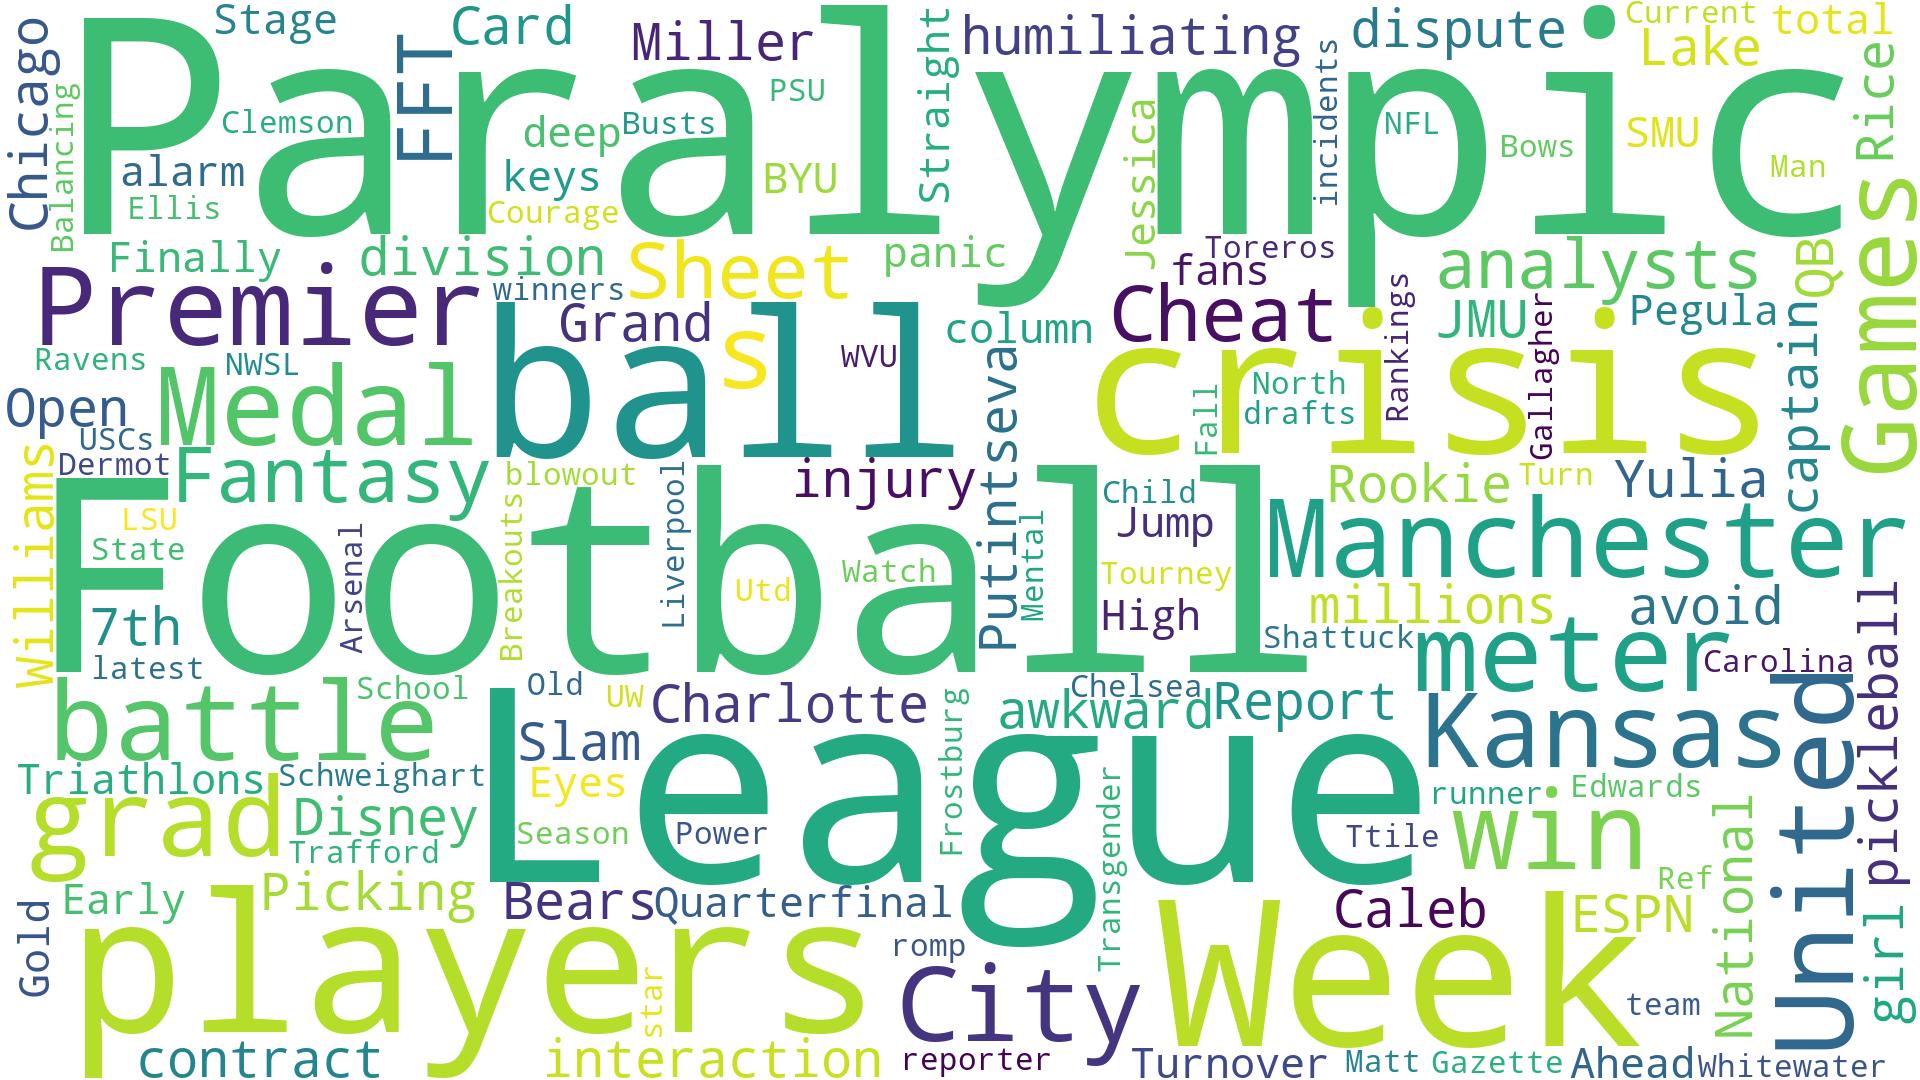 Paralympic
Stage
Card
Miller
humiliating
dispute
Current
total
Lake
Chicago
FFT
PSU
Straight
incidents
NFL
SMU
Rice
Balancing
Clemson
deep
Busts
Bows
Man
alarm
keys
BYU
Jessica
Ellis
Courage
Games
Finally
division
Sheet
panic
Toreros
fans
analysts
QB
Premier
winners
Grand
s
column
Cheat
Rankings
JMU
Gallagher
Pegula
captain
Ravens
NWSL
WVU
ball
crisis
Medal
Putintseva
North
drafts
Fall
Open
USCs
Dermot
Fantasy
blowout
Liverpool
injury
Child
Jump
Rookie
Turn
Yulia
Williams
LSU
State
Football
Arsenal
Breakouts
Utd
Watch
Mental
Tourney
Manchester
High
millions
avoid
7th
latest
Shattuck
meter
Carolina
pickleball
battle
School
Old
UW
Charlotte
Frostburg
awkward
Chelsea
Report
Kansas
United
Slam
Triathlons
Schweighart
Eyes
League
Transgender
runner
Edwards
grad
Disney
Trafford
Season
Power
Ttile
win
National
Ref
Early
Picking
Bears
Quarterfinal
Caleb
ESPN
girl
Gold
players
star
romp
City
Week
team
contract
interaction
reporter
Turnover
Matt
Gazette
Ahead
Whitewater